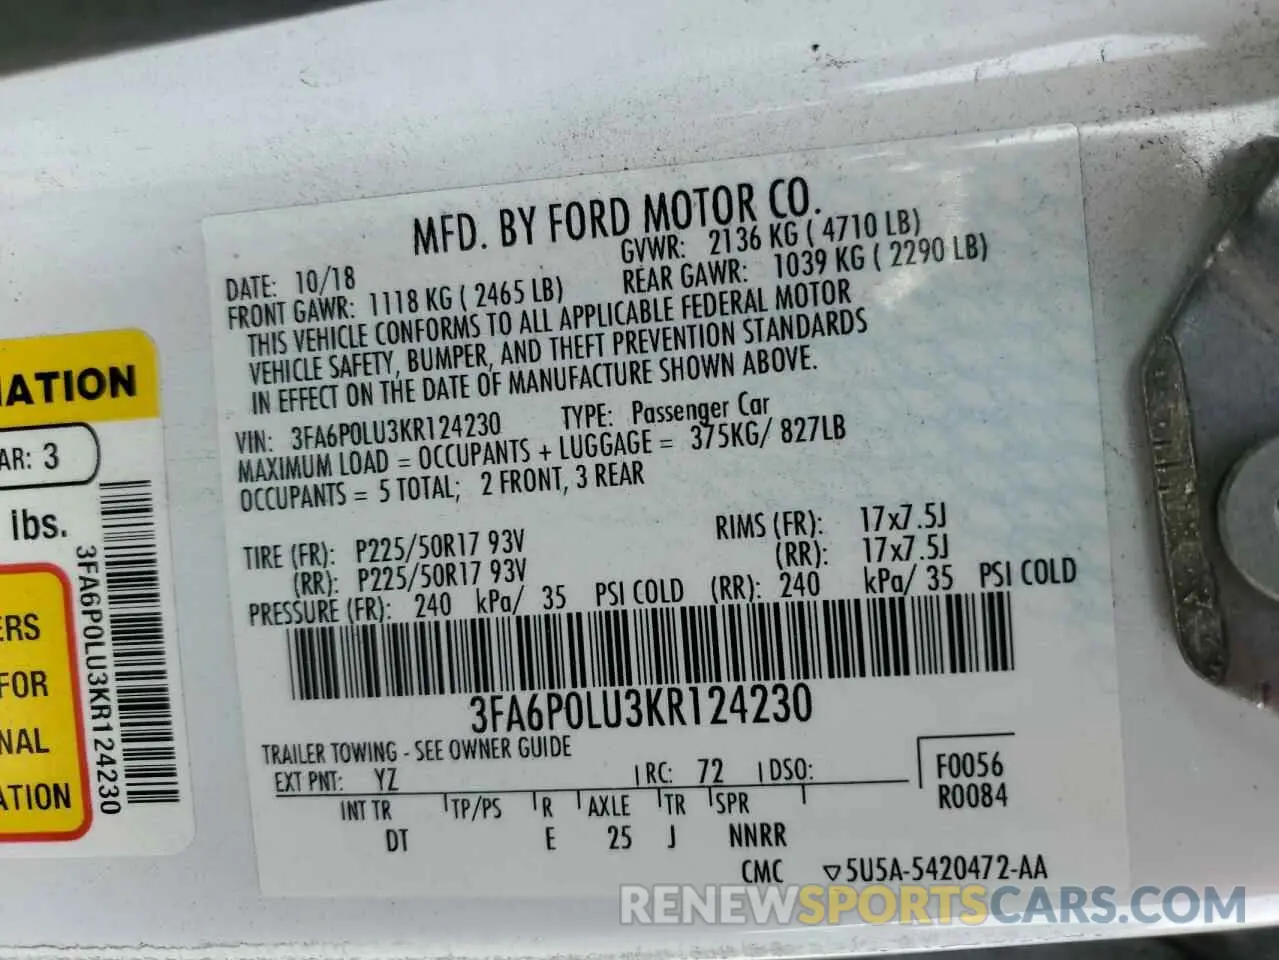 MFD. BY FORD MOTOR CO.
DATE: 10/18 GVWR: 2136 KG ( 4710 LB)
FRONT GAWR: 1118 KG ( 2465 LB) REAR GAWR: 1039 KG ( 2290 LB)
THIS VEHICLE CONFORMS TO ALL APPLICABLE FEDERAL MOTOR
VEHICLE SAFETY, BUMPER, AND THEFT PREVENTION STANDARDS
IN EFFECT ON THE DATE OF MANUFACTURE SHOWN ABOVE.
VIN: 3FA6P0LU3KR124230 TYPE: Passenger Car
MAXIMUM LOAD = OCCUPANTS + LUGGAGE = 375KG/ 827LB
OCCUPANTS = 5 TOTAL; 2 FRONT, 3 REAR
TIRE (FR): P225/50R17 93V RIMS (FR): 17x7.5J
(RR): P225/50R17 93V (RR): 17x7.5J
PRESSURE (FR): 240 kPa/ 35 PSI COLD (RR): 240 kPa/ 35 PSI COLD
3FA6P0LU3KR124230
TRAILER TOWING - SEE OWNER GUIDE
EXT PNT: YZ RC: 72 DSO: F0056
INT TR TP/PS R AXLE TR SPR R0084
DT E 25 J NNRR
CMC ▽5U5A-5420472-AA
IATION
AR: 3
lbs.
ERS
FOR
NAL
ATION
3FA6P0LU3KR124230
RENEWSPORTSCARS.COM